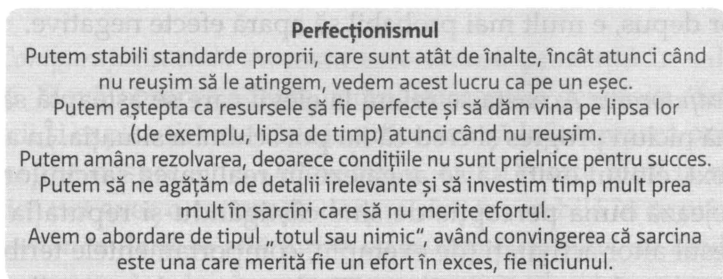 Perfecționismul
Putem stabili standarde proprii, care sunt atât de înalte, încât atunci când
nu reușim să le atingem, vedem acest lucru ca pe un eșec.
Putem aștepta ca resursele să fie perfecte și să dăm vina pe lipsa lor
(de exemplu, lipsa de timp) atunci când nu reușim.
Putem amâna rezolvarea, deoarece condițiile nu sunt prielnice pentru succes.
Putem să ne agățăm de detalii irelevante și să investim timp mult prea
mult în sarcini care să nu merite efortul.
Avem o abordare de tipul „totul sau nimic“, având convingerea că sarcina
este una care merită fie un efort în exces, fie niciunul.